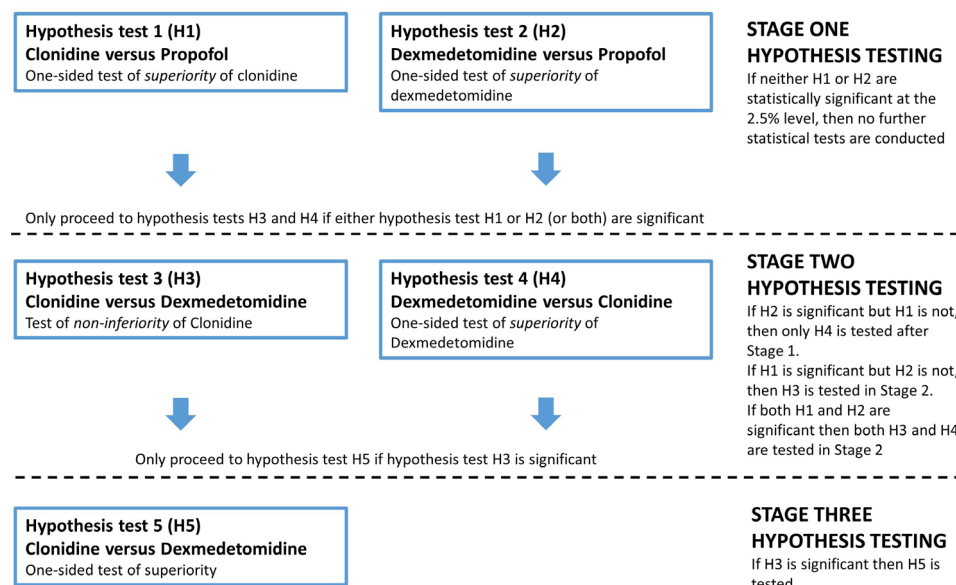 Hypothesis test 1 (H1)
Clonidine versus Propofol
One-sided test of superiority of clonidine
Hypothesis test 2 (H2)
Dexmedetomidine versus Propofol
One-sided test of superiority of
dexmedetomidine
STAGE ONE
HYPOTHESIS TESTING
If neither H1 or H2 are
statistically significant at the
2.5% level, then no further
statistical tests are conducted
Only proceed to hypothesis tests H3 and H4 if either hypothesis test H1 or H2 (or both) are significant
Hypothesis test 3 (H3)
Clonidine versus Dexmedetomidine
Test of non-inferiority of Clonidine
Hypothesis test 4 (H4)
Dexmedetomidine versus Clonidine
One-sided test of superiority of
Dexmedetomidine
STAGE TWO
HYPOTHESIS TESTING
If H2 is significant but H1 is not,
then only H4 is tested after
Stage 1.
If H1 is significant but H2 is not,
then H3 is tested in Stage 2.
If both H1 and H2 are
significant then both H3 and H4
are tested in Stage 2
Only proceed to hypothesis test H5 if hypothesis test H3 is significant
Hypothesis test 5 (H5)
Clonidine versus Dexmedetomidine
One-sided test of superiority
STAGE THREE
HYPOTHESIS TESTING
If H3 is significant then H5 is
tested